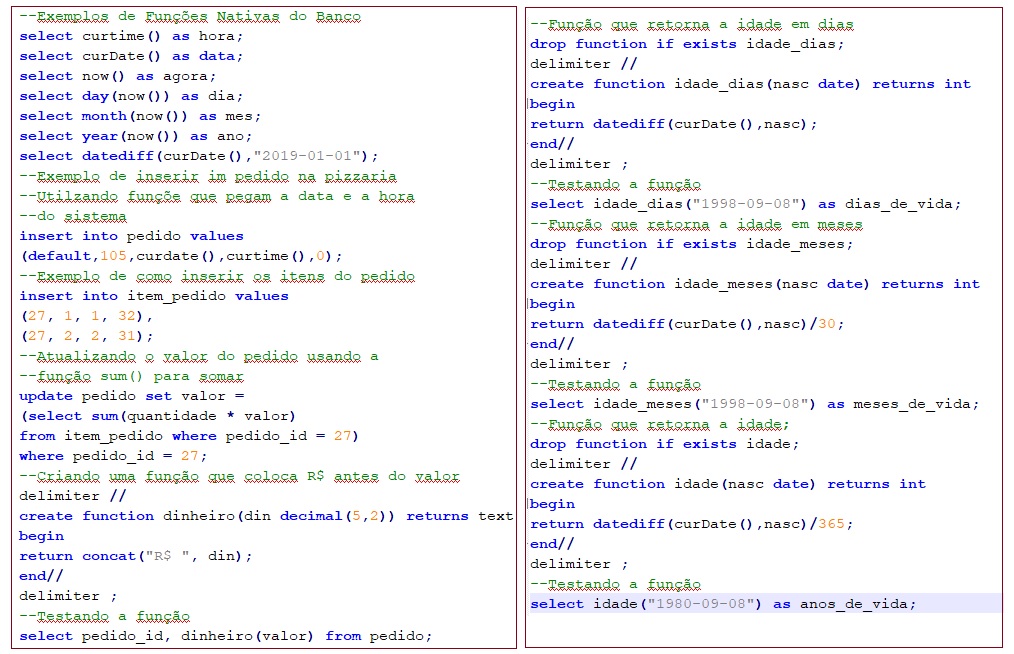 --Exemplos de Funções Nativas do Banco
select curtime() as hora;
select curDate() as data;
select now() as agora;
select day(now()) as dia;
select month(now()) as mes;
select year(now()) as ano;
select datediff(curDate(),"2019-01-01");
--Exemplo de inserir im pedido na pizzaria
--Utilzando funçõe que pegam a data e a hora
--do sistema
insert into pedido values
(default,105,curdate(),curtime(),0);
--Exemplo de como inserir os itens do pedido
insert into item_pedido values
(27, 1, 1, 32),
(27, 2, 2, 31);
--Atualizando o valor do pedido usando a
--função sum() para somar
update pedido set valor =
(select sum(quantidade * valor)
from item_pedido where pedido_id = 27)
where pedido_id = 27;
--Criando uma função que coloca R$ antes do valor
delimiter //
create function dinheiro(din decimal(5,2)) returns text
begin
return concat("R$ ", din);
end//
delimiter ;
--Testando a função
select pedido_id, dinheiro(valor) from pedido;
--Função que retorna a idade em dias
drop function if exists idade_dias;
delimiter //
create function idade_dias(nasc date) returns int
begin
return datediff(curDate(),nasc);
end//
delimiter ;
--Testando a função
select idade_dias("1998-09-08") as dias_de_vida;
--Função que retorna a idade em meses
drop function if exists idade_meses;
delimiter //
create function idade_meses(nasc date) returns int
begin
return datediff(curDate(),nasc)/30;
end//
delimiter ;
--Testando a função
select idade_meses("1998-09-08") as meses_de_vida;
--Função que retorna a idade;
drop function if exists idade;
delimiter //
create function idade(nasc date) returns int
begin
return datediff(curDate(),nasc)/365;
end//
delimiter ;
--Testando a função
select idade("1980-09-08") as anos_de_vida;